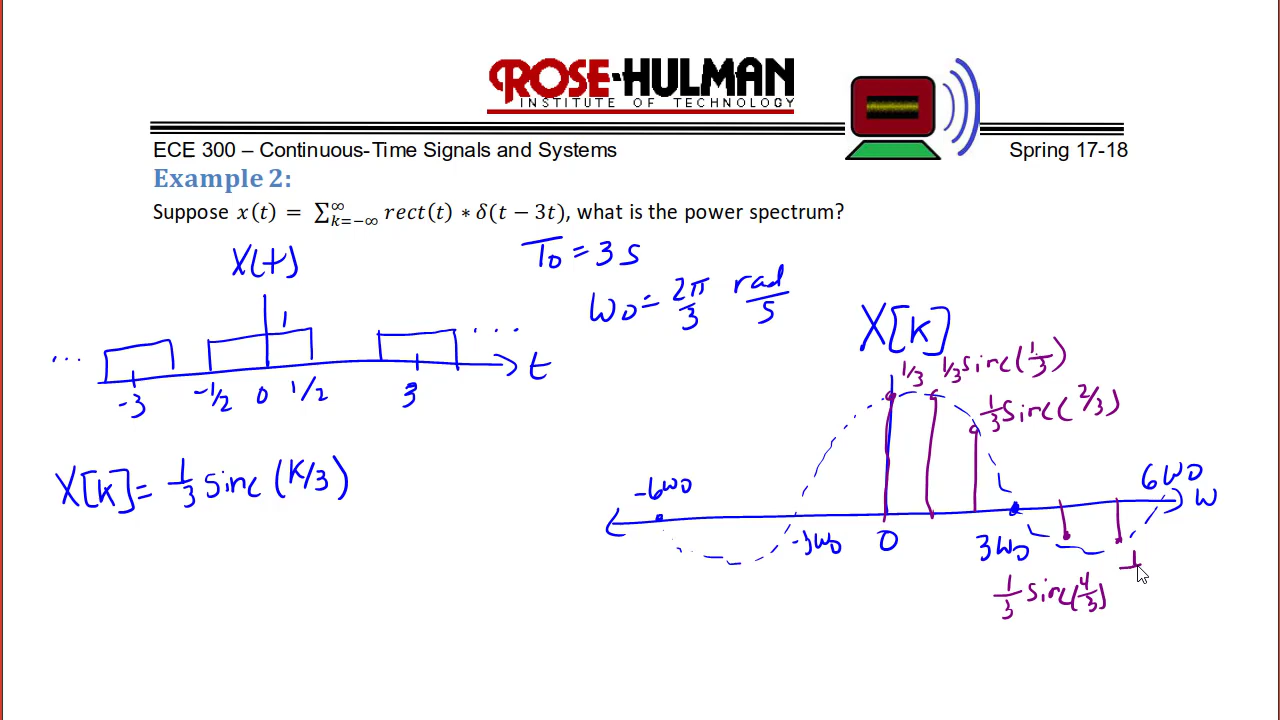 ROSE-HULMAN
INSTITUTE OF TECHNOLOGY
ECE 300 – Continuous-Time Signals and Systems
Spring 17-18
Example 2:
Suppose x(t) = ∑_{k=−∞}^{∞} rect(t) ∗ δ(t − 3t), what is the power spectrum?
X(t)
T0 = 3 s
ω0 = 2π/3 rad/s
1
... ...
-3 -1/2 0 1/2 3 t
X[k]
1/3 1/3 sinc(1/3)
1/3 sinc(2/3)
X[k] = 1/3 sinc(k/3)
-6ω0 6ω0
ω
-3ω0 0 3ω0
1/3 sinc(4/3)
1